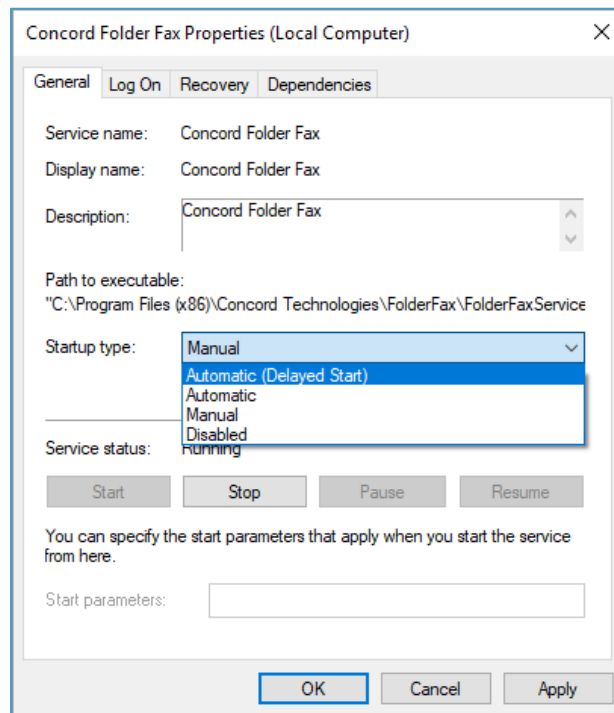 Concord Folder Fax Properties (Local Computer)
General Log On Recovery Dependencies
Service name: Concord Folder Fax
Display name: Concord Folder Fax
Description: Concord Folder Fax
Path to executable:
"C:\Program Files (x86)\Concord Technologies\FolderFax\FolderFaxService
Startup type: Manual
Automatic (Delayed Start)
Automatic
Manual
Disabled
Service status: Running
Start Stop Pause Resume
You can specify the start parameters that apply when you start the service
from here.
Start parameters:
OK Cancel Apply